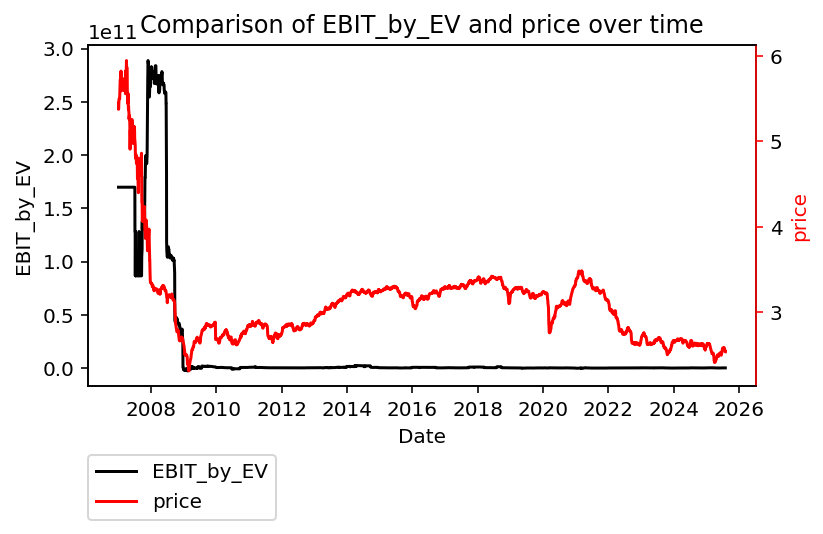 Comparison of EBIT_by_EV and price over time
1e11
3.0
2.5
2.0
1.5
1.0
0.5
0.0
EBIT_by_EV
6
5
4
3
price
2008 2010 2012 2014 2016 2018 2020 2022 2024 2026
Date
EBIT_by_EV
price